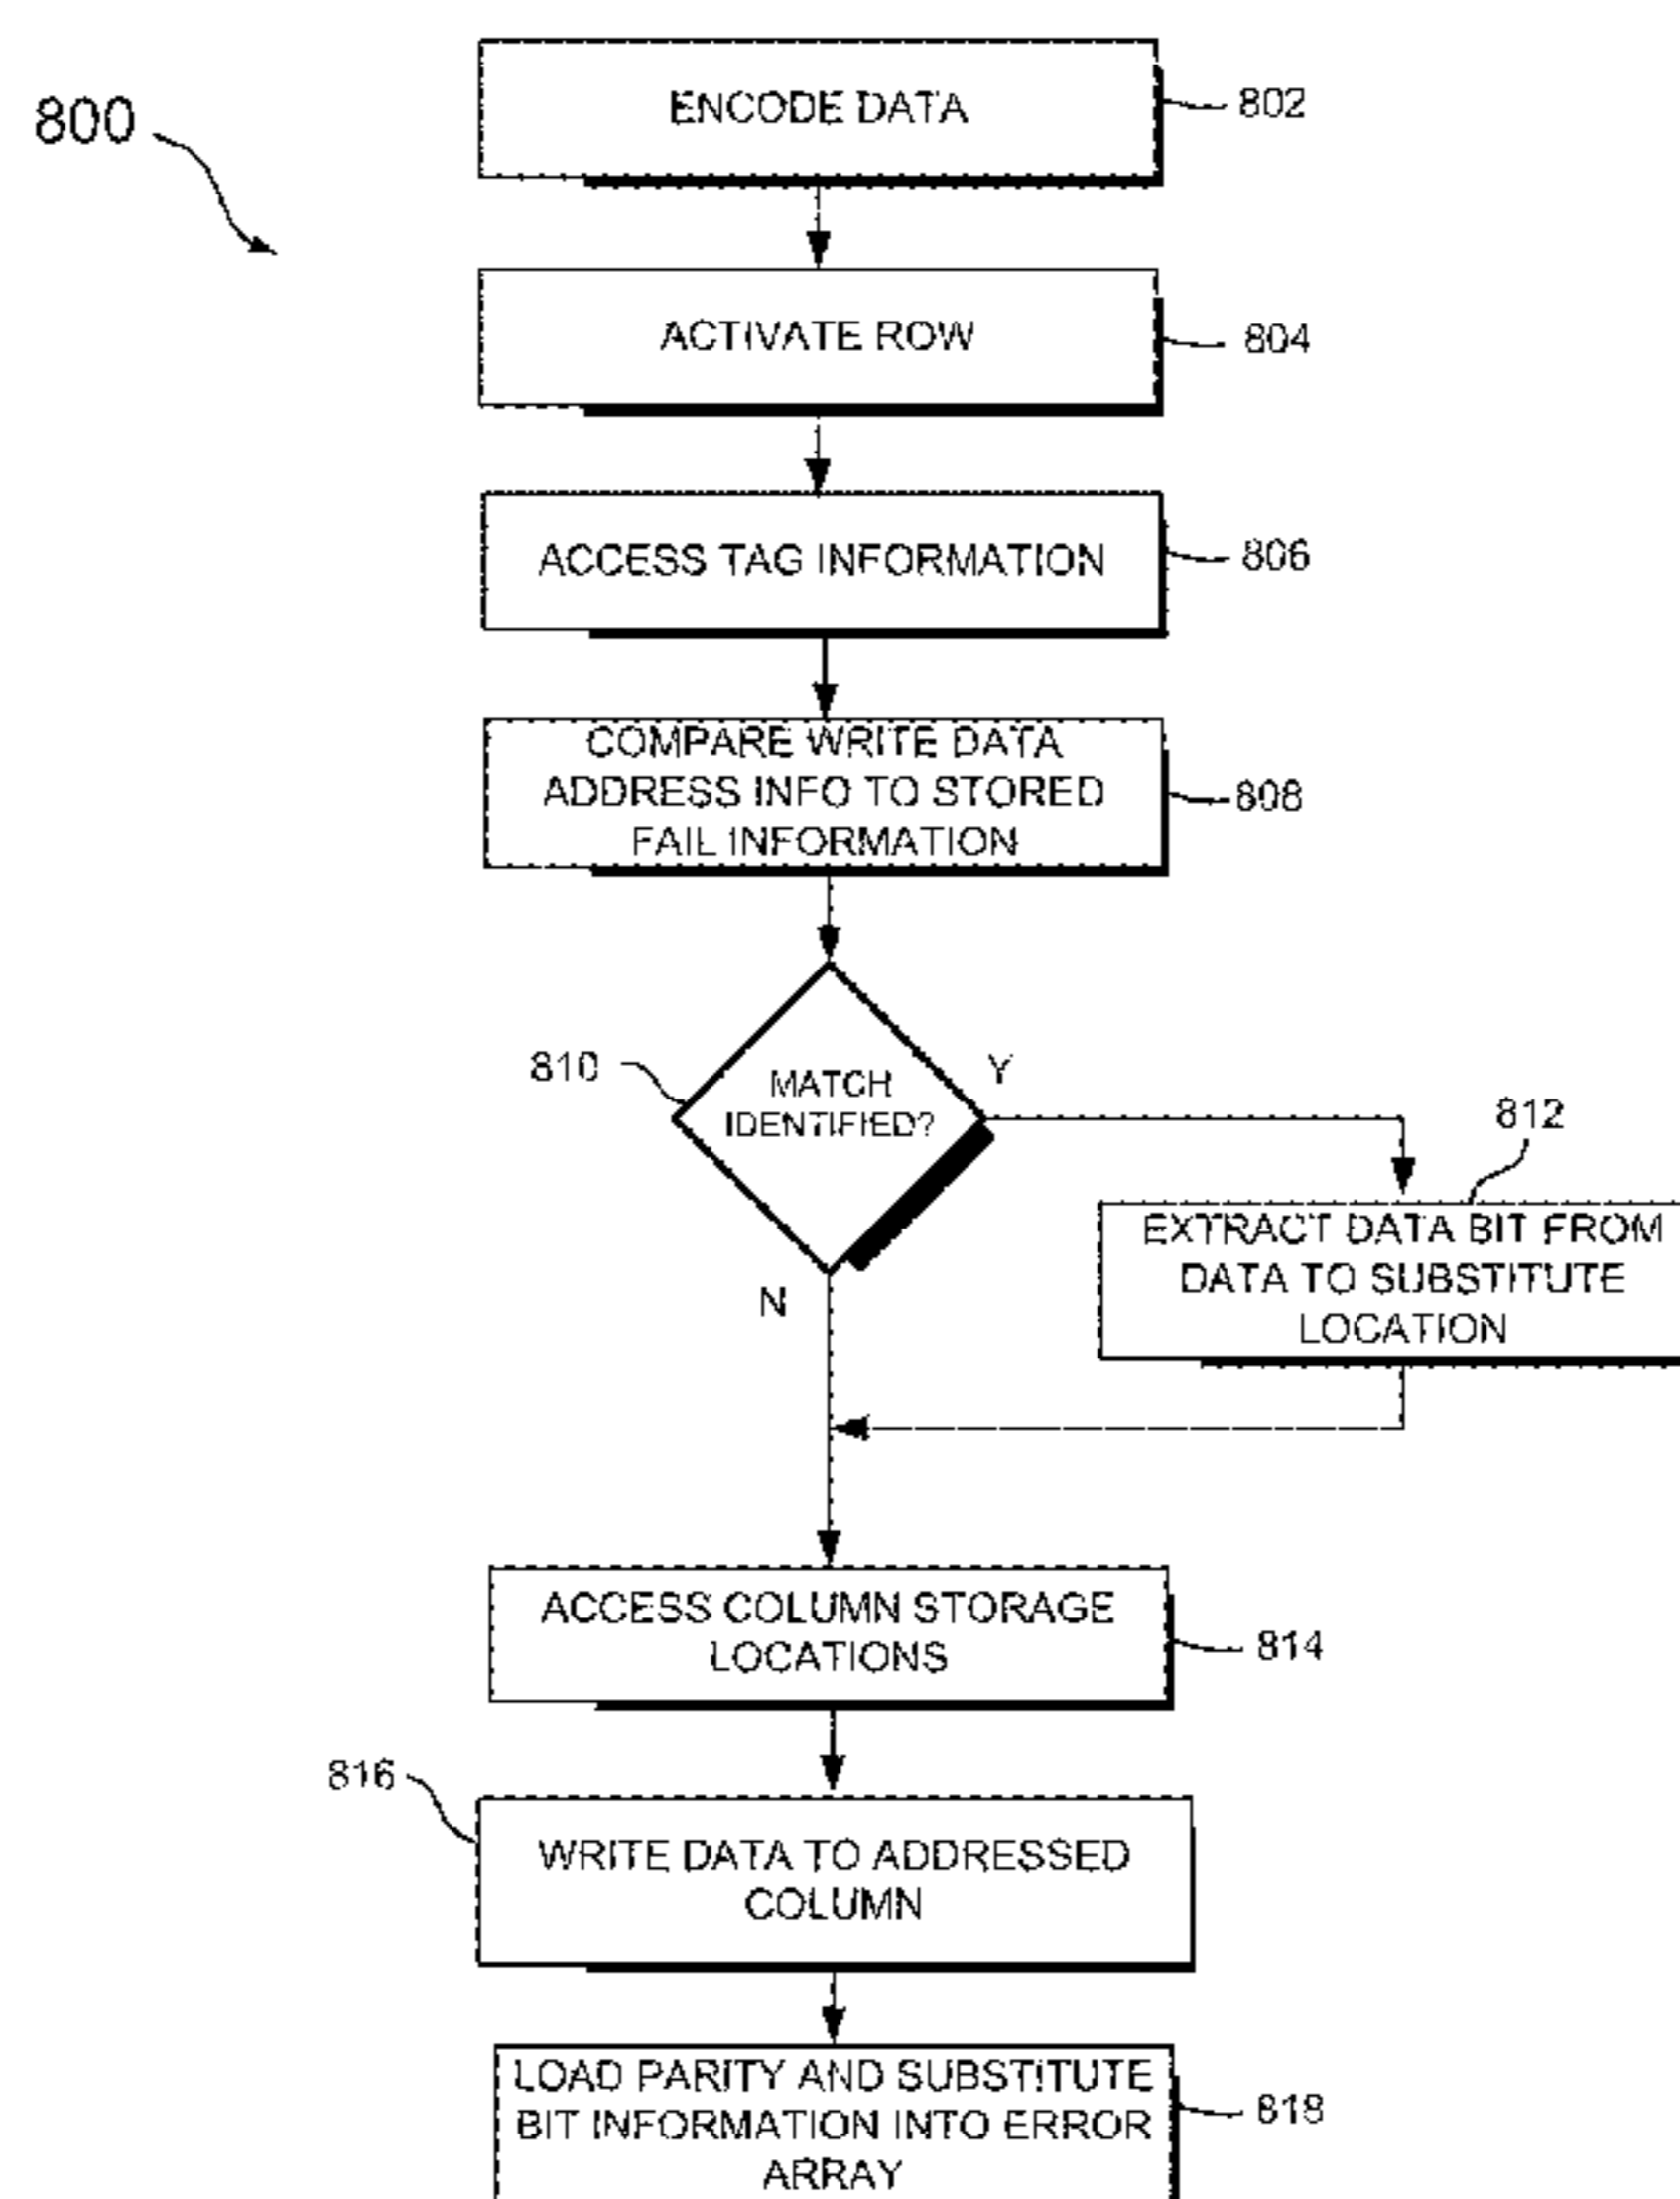 800
ENCODE DATA
802
ACTIVATE ROW
804
ACCESS TAG INFORMATION
806
COMPARE WRITE DATA
ADDRESS INFO TO STORED
FAIL INFORMATION
808
810
MATCH
IDENTIFIED?
Y
N
812
EXTRACT DATA BIT FROM
DATA TO SUBSTITUTE
LOCATION
ACCESS COLUMN STORAGE
LOCATIONS
814
816
WRITE DATA TO ADDRESSED
COLUMN
LOAD PARITY AND SUBSTITUTE
BIT INFORMATION INTO ERROR
ARRAY
818